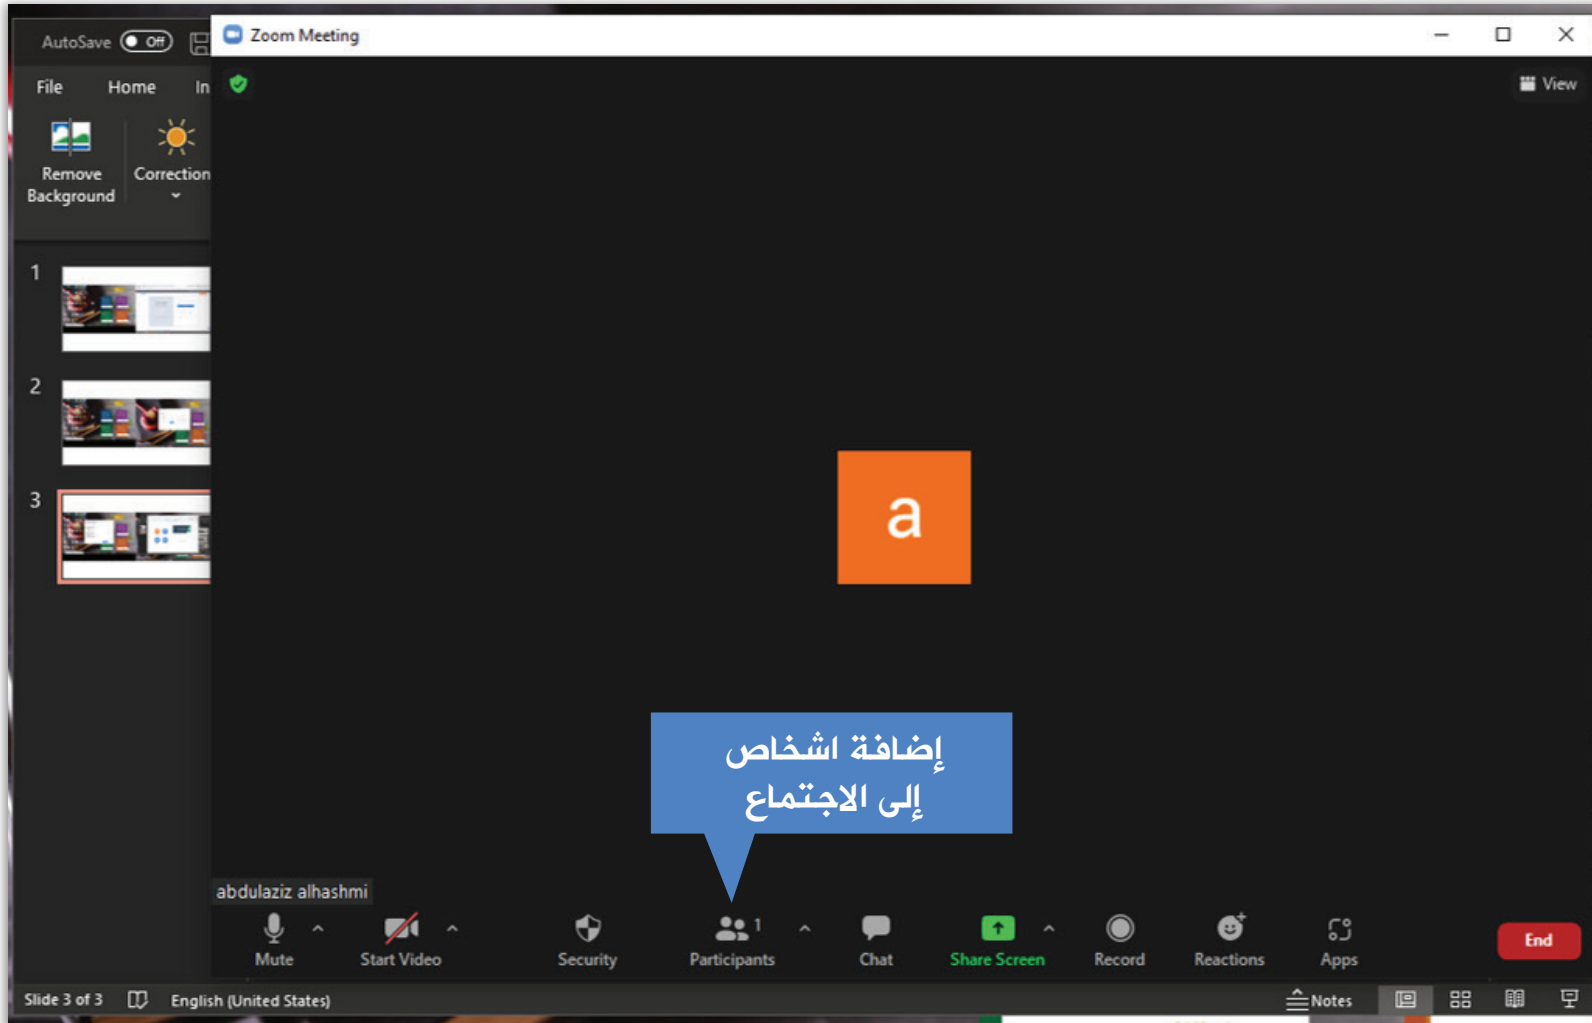 AutoSave Off
Zoom Meeting
File Home In
View
Remove
Background
Correction
1
2
3
a
إضافة اشخاص
إلى الاجتماع
abdulaziz alhashmi
1
Mute Start Video Security Participants Chat Share Screen Record Reactions Apps End
Slide 3 of 3 English (United States) Notes